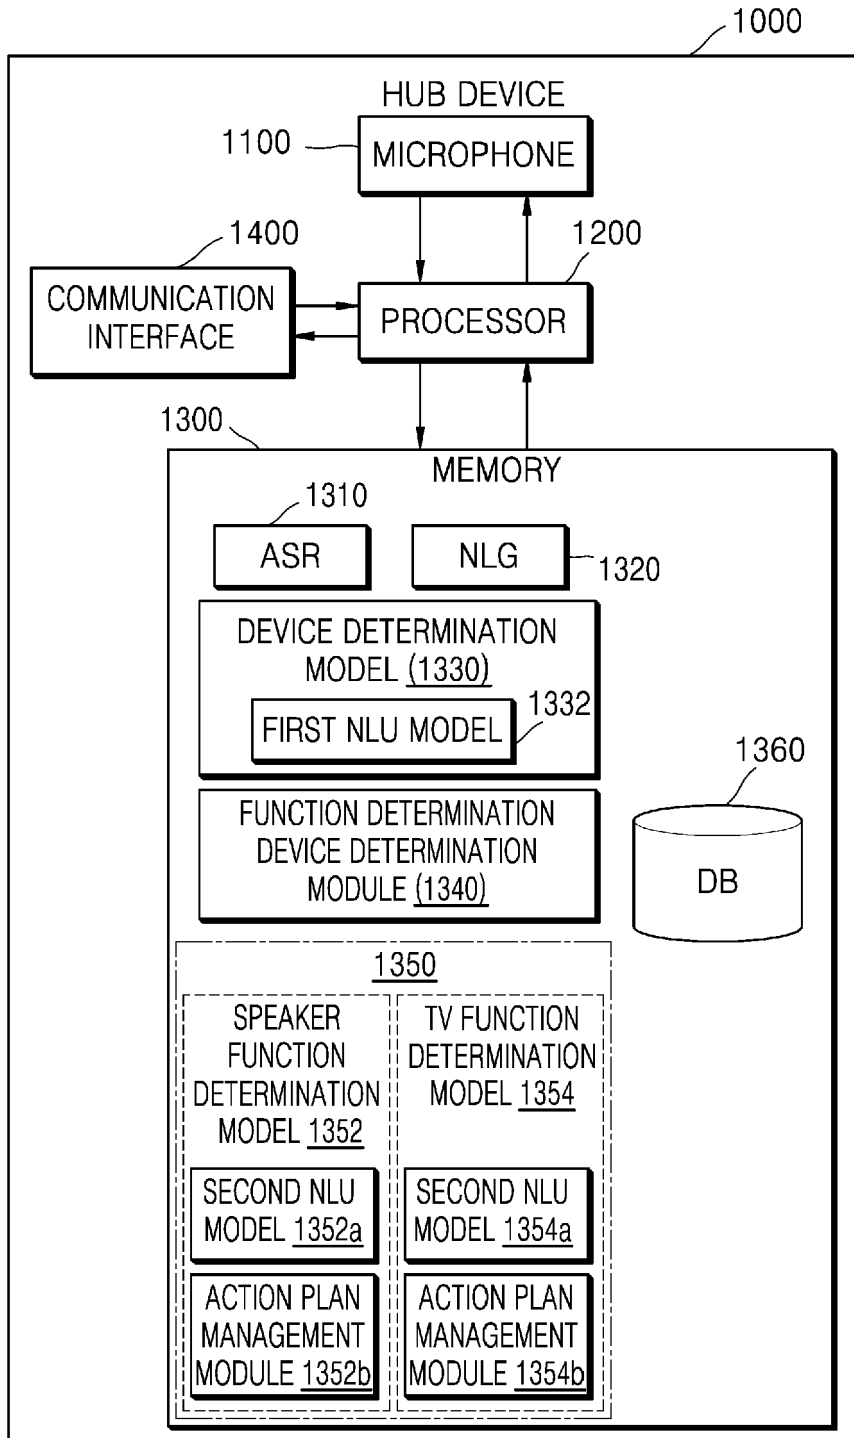 1000
HUB DEVICE
1100
MICROPHONE
1400
1200
COMMUNICATION
INTERFACE
PROCESSOR
1300
MEMORY
1310
ASR
NLG
1320
DEVICE DETERMINATION
MODEL (1330)
1332
FIRST NLU MODEL
1360
FUNCTION DETERMINATION
DEVICE DETERMINATION
MODULE (1340)
DB
1350
SPEAKER
FUNCTION
DETERMINATION
MODEL 1352
TV FUNCTION
DETERMINATION
MODEL 1354
SECOND NLU
MODEL 1352a
SECOND NLU
MODEL 1354a
ACTION PLAN
MANAGEMENT
MODULE 1352b
ACTION PLAN
MANAGEMENT
MODULE 1354b